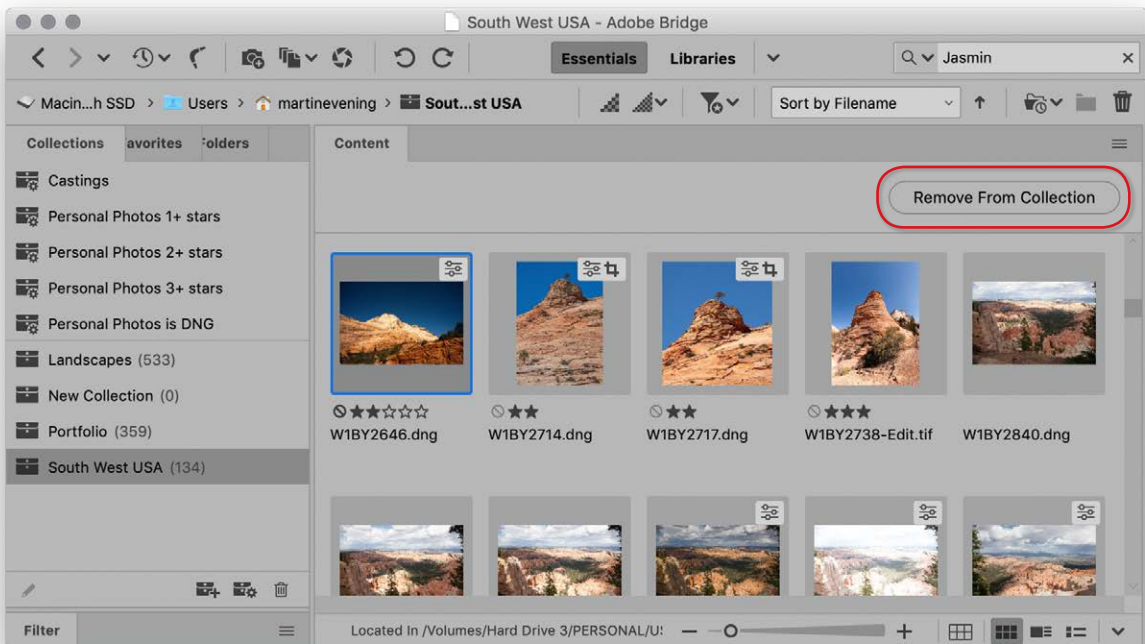 South West USA - Adobe Bridge
Essentials Libraries
Jasmin
Macin...h SSD > Users > martinevening > Sout...st USA
Sort by Filename
Collections avorites Folders
Content
Remove From Collection
Castings
Personal Photos 1+ stars
Personal Photos 2+ stars
Personal Photos 3+ stars
Personal Photos is DNG
Landscapes (533)
New Collection (0)
Portfolio (359)
South West USA (134)
W1BY2646.dng
W1BY2714.dng
W1BY2717.dng
W1BY2738-Edit.tif
W1BY2840.dng
Filter
Located In /Volumes/Hard Drive 3/PERSONAL/U